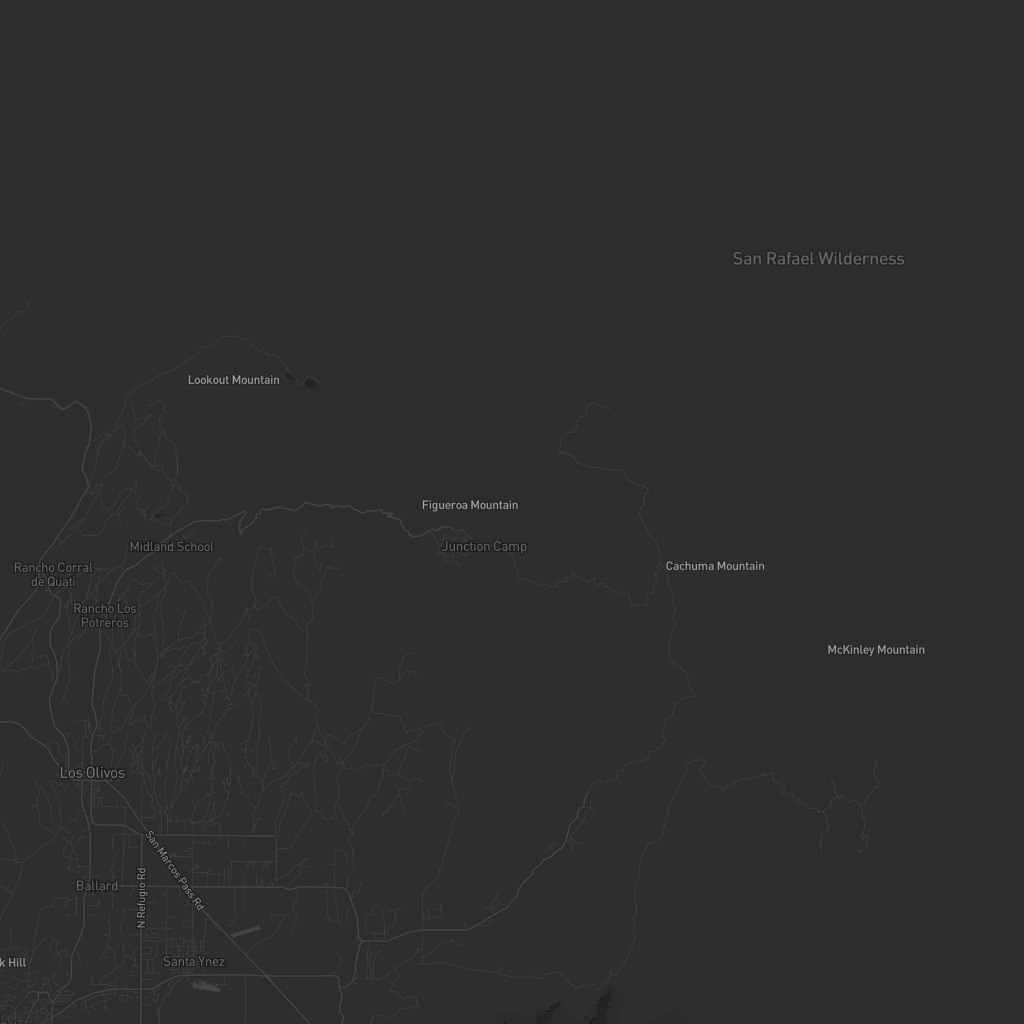 San Rafael Wilderness
Lookout Mountain
Figueroa Mountain
Midland School
Junction Camp
Rancho Corral
de Quati
Cachuma Mountain
Rancho Los
Potreros
McKinley Mountain
Los Olivos
San Marcos Pass Rd
Ballard
N Refugio Rd
k Hill
Santa Ynez